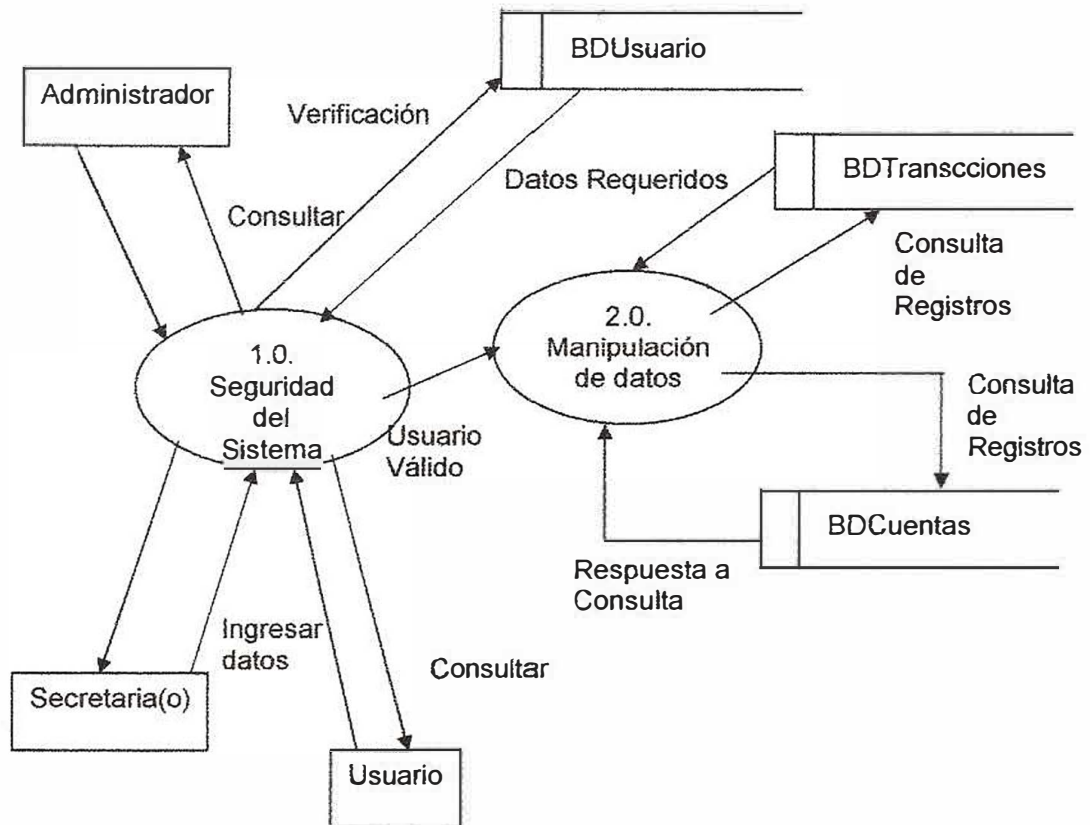 BDUsuario
Administrador
Verificación
Datos Requeridos
BDTranscciones
Consultar
Consulta
de
Registros
1.0.
Seguridad
del
Sistema
2.0.
Manipulación
de datos
Usuario
Válido
Consulta
de
Registros
BDCuentas
Respuesta a
Consulta
Ingresar
datos
Consultar
Secretaria(o)
Usuario